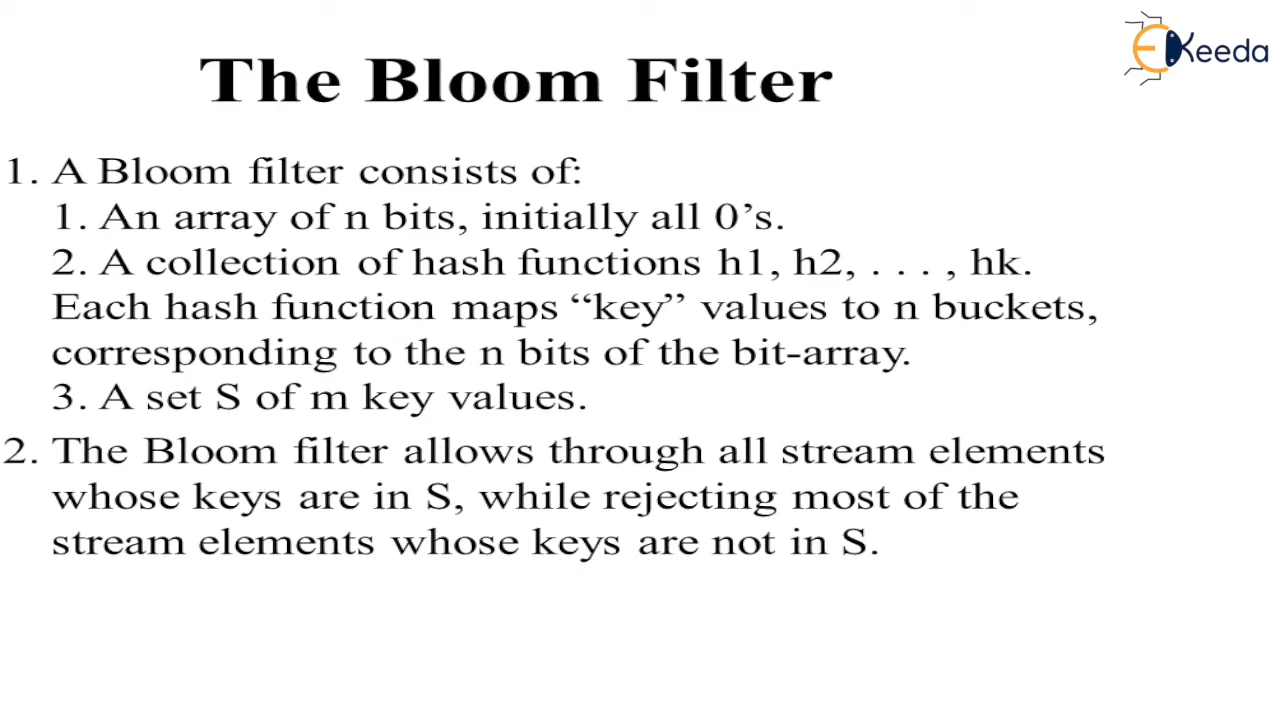 EKeeda
The Bloom Filter
1. A Bloom filter consists of:
1. An array of n bits, initially all 0’s.
2. A collection of hash functions h1, h2, . . . , hk.
Each hash function maps “key” values to n buckets,
corresponding to the n bits of the bit-array.
3. A set S of m key values.
2. The Bloom filter allows through all stream elements
whose keys are in S, while rejecting most of the
stream elements whose keys are not in S.